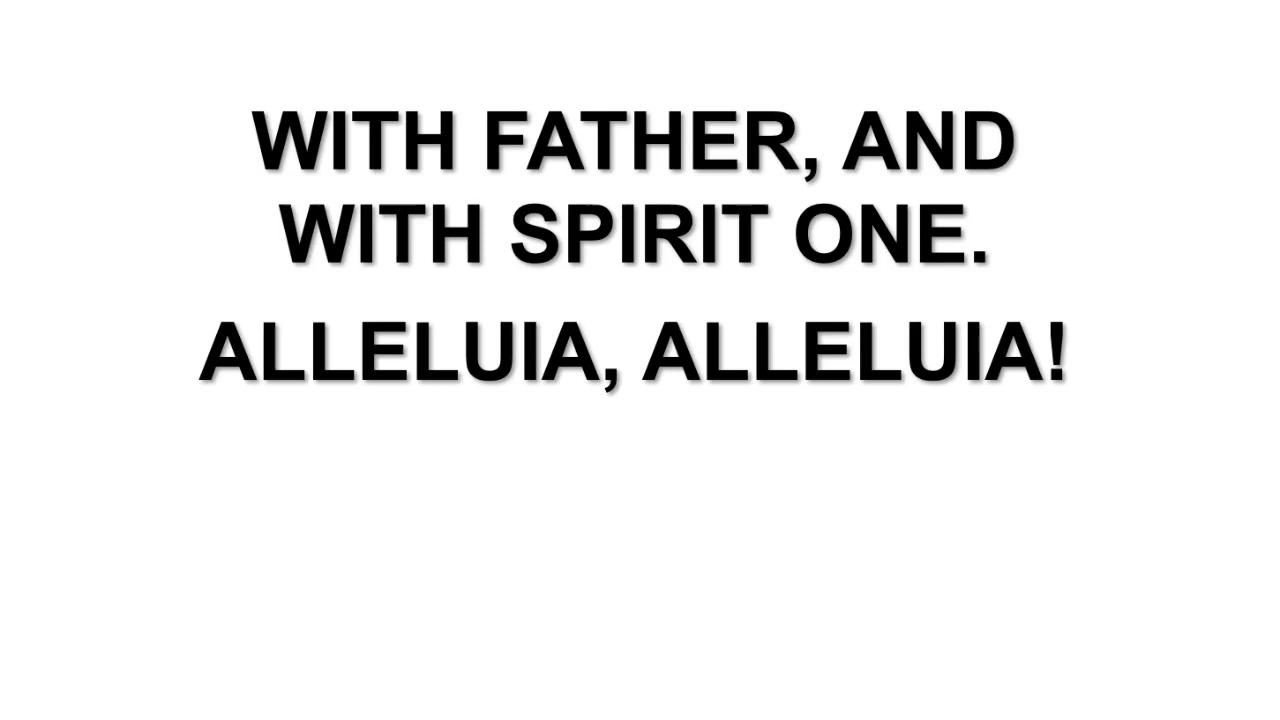 WITH FATHER, AND
WITH SPIRIT ONE.
ALLELUIA, ALLELUIA!